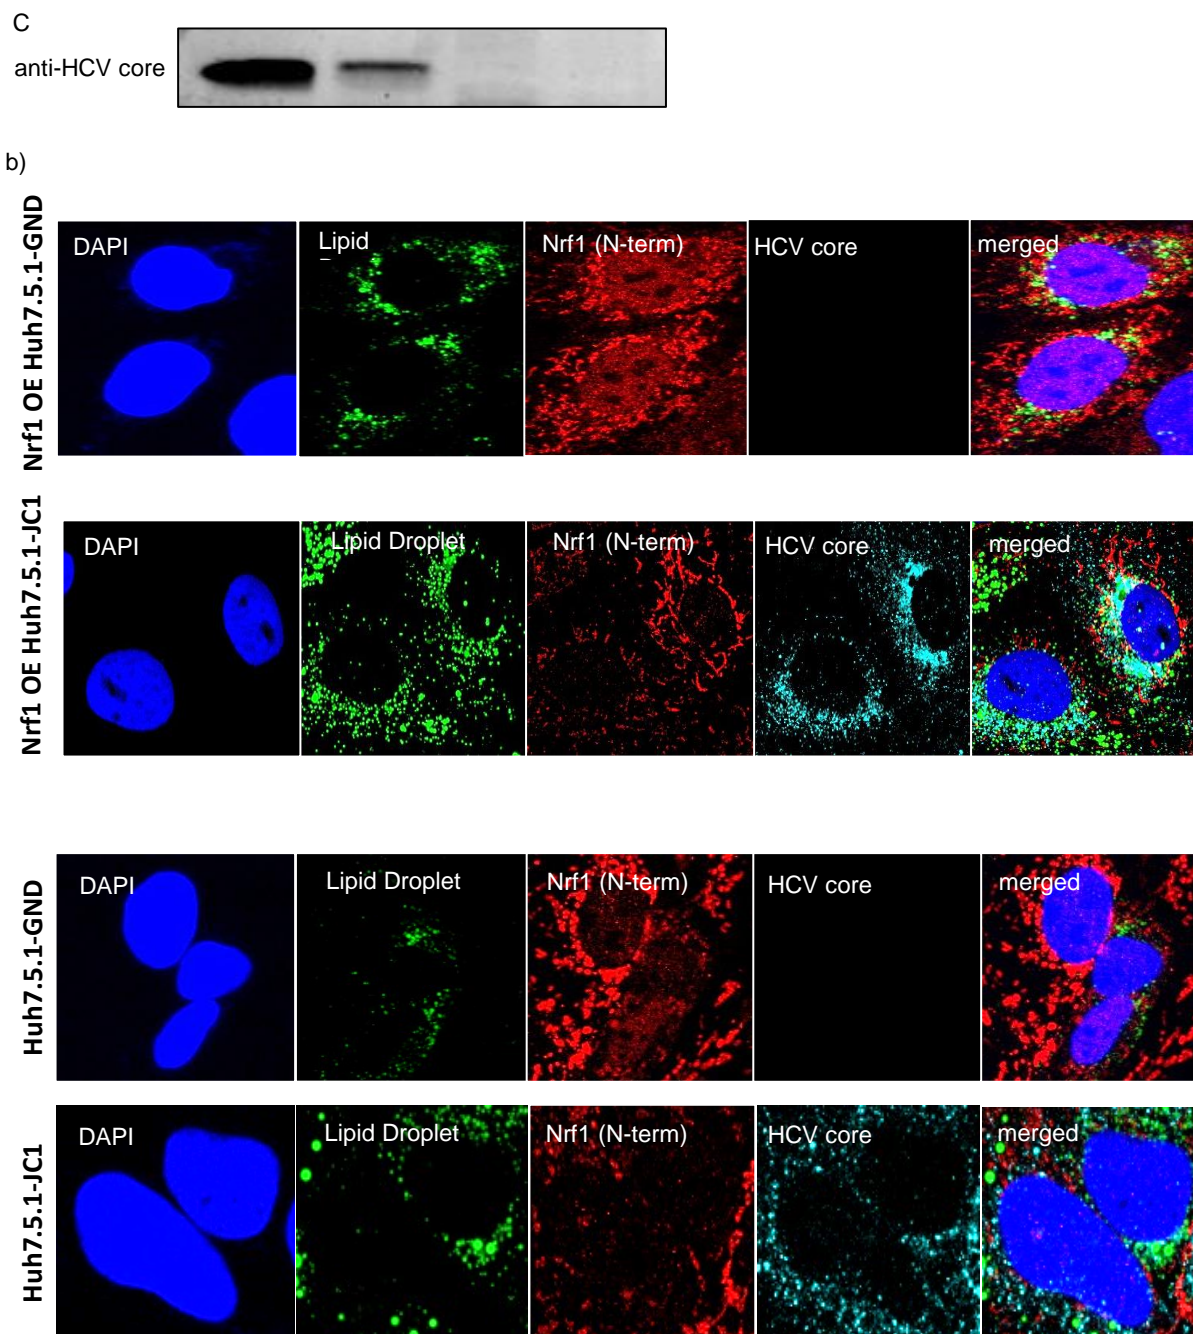 C
anti-HCV core
b)
Nrf1 OE Huh7.5.1-GND
DAPI
Lipid
Nrf1 (N-term)
HCV core
merged
Nrf1 OE Huh7.5.1-JC1
DAPI
Lipid Droplet
Nrf1 (N-term)
HCV core
merged
Huh7.5.1-GND
DAPI
Lipid Droplet
Nrf1 (N-term)
HCV core
merged
Huh7.5.1-JC1
DAPI
Lipid Droplet
Nrf1 (N-term)
HCV core
merged